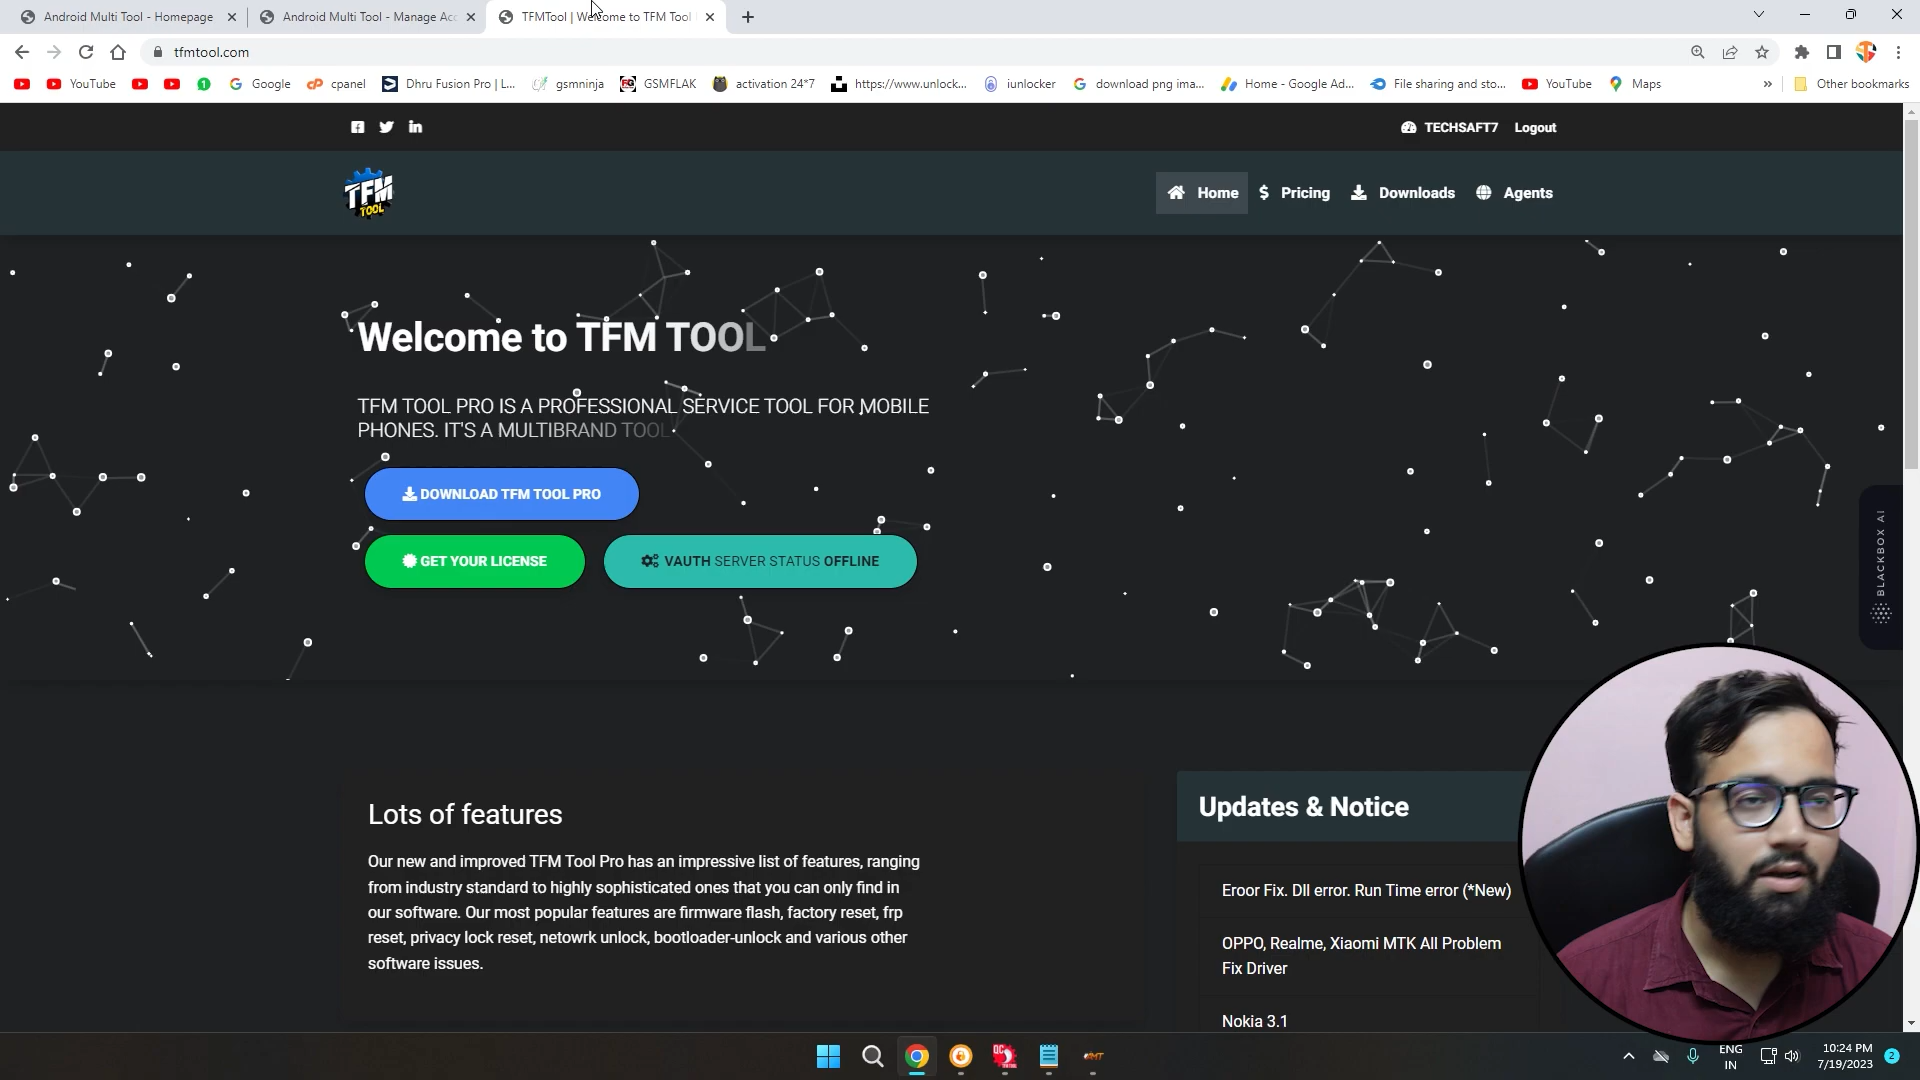 Android Multi Tool - Homepage
Android Multi Tool - Manage Acc
TFMTool | Welcome to TFM Tool
tfmtool.com
YouTube
Google
cpanel
Dhru Fusion Pro | L...
gsmninja
GSMFLAK
activation 24*7
https://www.unlock...
iunlocker
download png ima...
Home - Google Ad...
File sharing and sto...
YouTube
Maps
»
Other bookmarks
TECHSAFT7
Logout
TFM
TOOL
Home
Pricing
Downloads
Agents
Welcome to TFM TOOL
TFM TOOL PRO IS A PROFESSIONAL SERVICE TOOL FOR MOBILE
PHONES. IT'S A MULTIBRAND TOOL
DOWNLOAD TFM TOOL PRO
GET YOUR LICENSE
VAUTH SERVER STATUS OFFLINE
BLACKBOX AI
Lots of features
Our new and improved TFM Tool Pro has an impressive list of features, ranging
from industry standard to highly sophisticated ones that you can only find in
our software. Our most popular features are firmware flash, factory reset, frp
reset, privacy lock reset, netowrk unlock, bootloader-unlock and various other
software issues.
Updates & Notice
Eroor Fix. Dll error. Run Time error (*New)
OPPO, Realme, Xiaomi MTK All Problem
Fix Driver
Nokia 3.1
ENG
IN
10:24 PM
7/19/2023
2